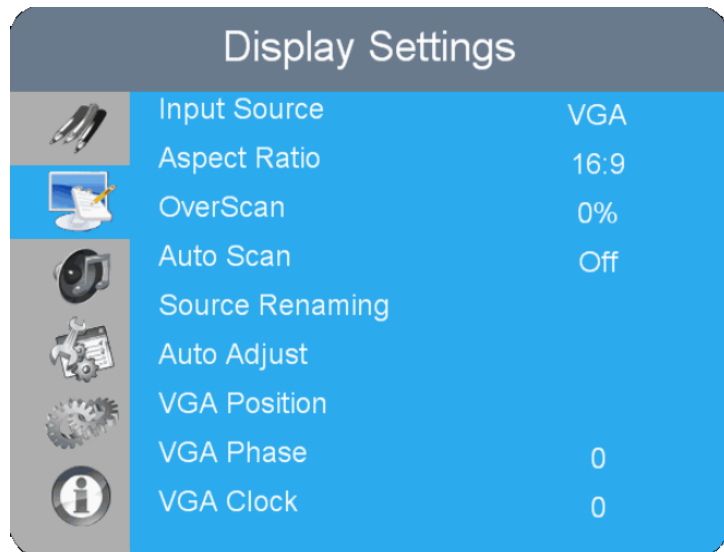 Display Settings
Input Source VGA
Aspect Ratio 16:9
OverScan 0%
Auto Scan Off
Source Renaming
Auto Adjust
VGA Position
VGA Phase 0
VGA Clock 0